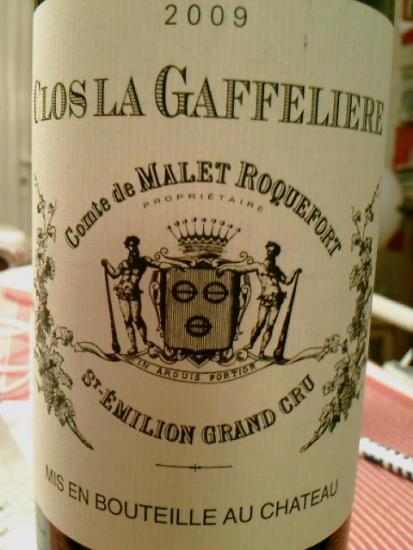 2009
CLOS LA GAFFELIERE
Comte de MALET ROQUEFORT
PROPRIÉTAIRE
IN ARDUIS FORTIOR
ST-ÉMILION GRAND CRU
MIS EN BOUTEILLE AU CHATEAU